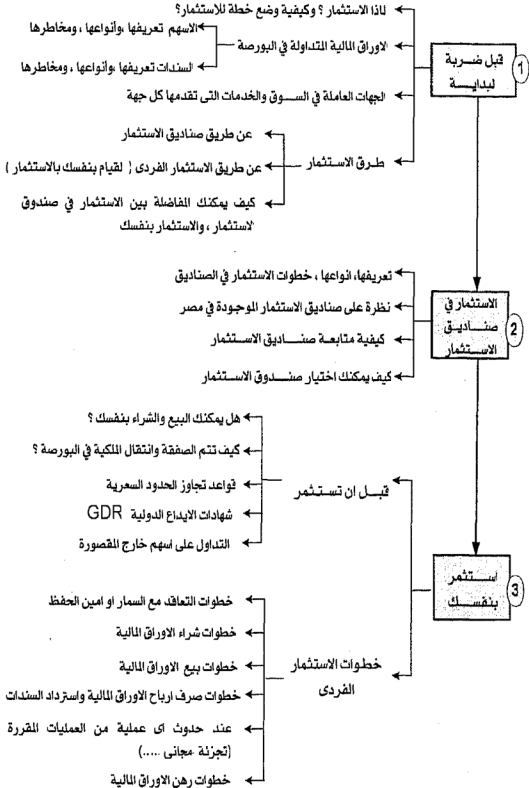 1
قبل ضربة
لبدايـــة
لماذا الاستثمار ؟ وكيفية وضع خطة للاستثمار؟
الاوراق المالية المتداولة في البورصة
الاسهم تعريفها ،وأنواعها ، ومخاطرها
السندات تعريفها ،وأنواعها ، ومخاطرها
الجهات العاملة في السوق والخدمات التى تقدمها كل جهة
طرق الاستثمار
عن طريق صناديق الاستثمار
عن طريق الاستثمار الفردى ( لقيام بنفسك بالاستثمار )
كيف يمكنك المفاضلة بين الاستثمار في صندوق
لاستثمار ، والاستثمار بنفسك
2
الاستثمار في
صناديق
الاستثمار
تعريفها، انواعها ، خطوات الاستثمار في الصناديق
نظرة على صناديق الاستثمار الموجودة في مصر
كيفية متابعة صناديق الاستثمار
كيف يمكنك اختيار صندوق الاستثمار
3
استثمر
بنفسك
قبل ان تستثمر
هل يمكنك البيع والشراء بنفسك ؟
كيف تتم الصفقة وانتقال الملكية في البورصة ؟
قواعد تجاوز الحدود السعرية
شهادات الايداع الدولية GDR
التداول على اسهم خارج المقصورة
خطوات الاستثمار
الفردى
خطوات التعاقد مع السمار او امين الحفظ
خطوات شراء الاوراق المالية
خطوات بيع الاوراق المالية
خطوات صرف ارباح الاوراق المالية واسترداد السندات
عند حدوث اى عملية من العمليات المقررة
(تجزئة مجانى .....)
خطوات رهن الاوراق المالية